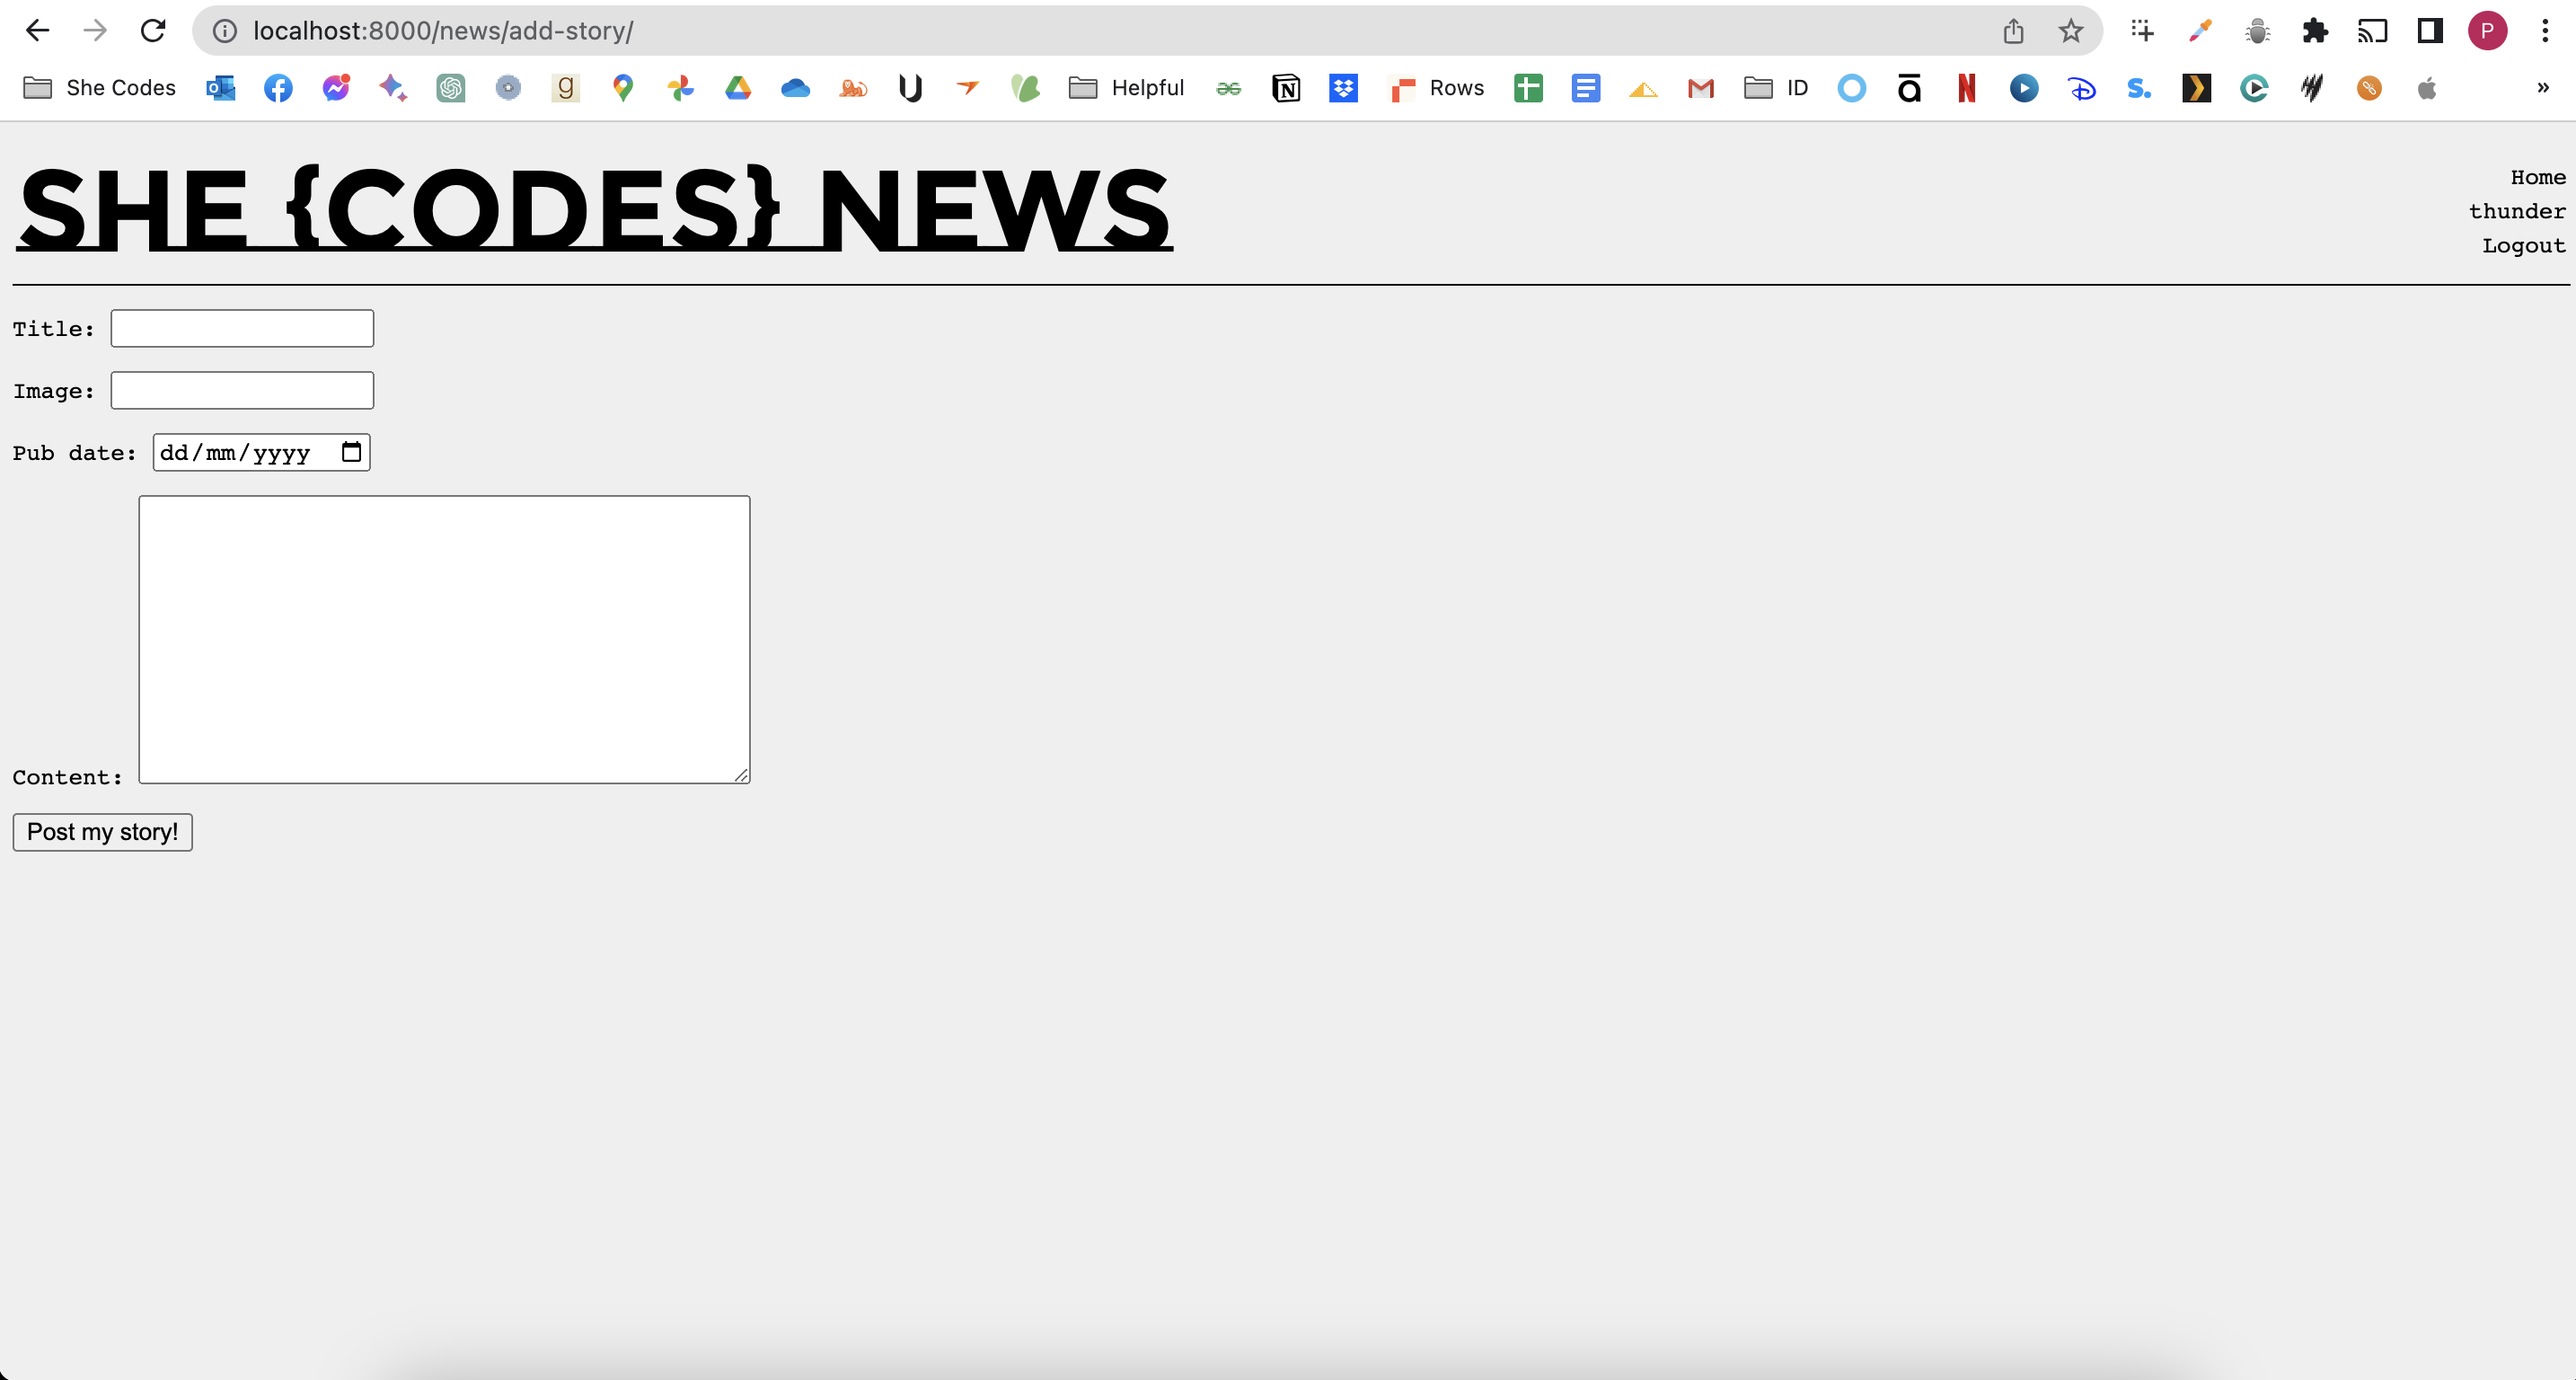 localhost:8000/news/add-story/
P
She Codes
g
Helpful
Rows
ID
»
SHE {CODES} NEWS
Home
thunder
Logout
Title:
Image:
Pub date: dd/mm/yyyy
Content:
Post my story!